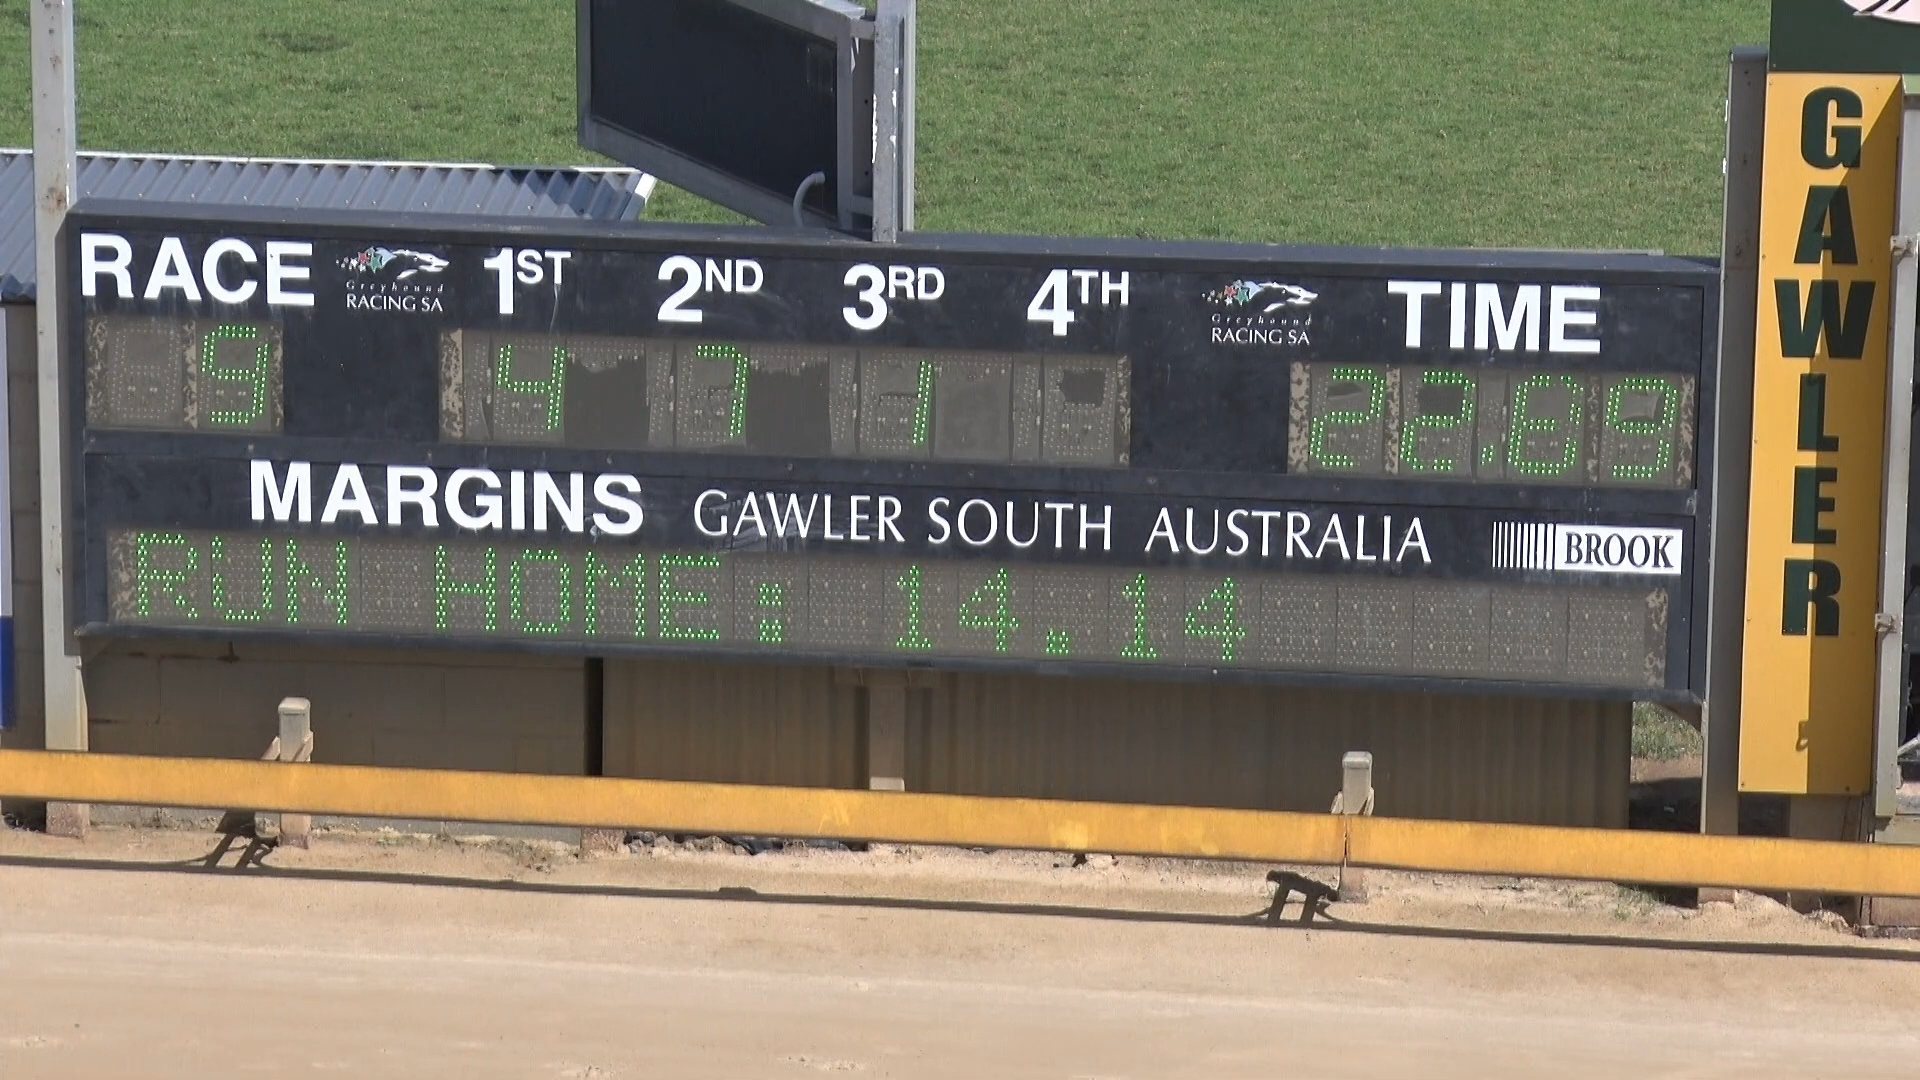 RACE 1ST 2ND 3RD 4TH TIME
Greyhound RACING SA
Greyhound RACING SA
9 4 7 1 22.89
MARGINS GAWLER SOUTH AUSTRALIA BROOK
RUN HOME: 14.14
GAWLER